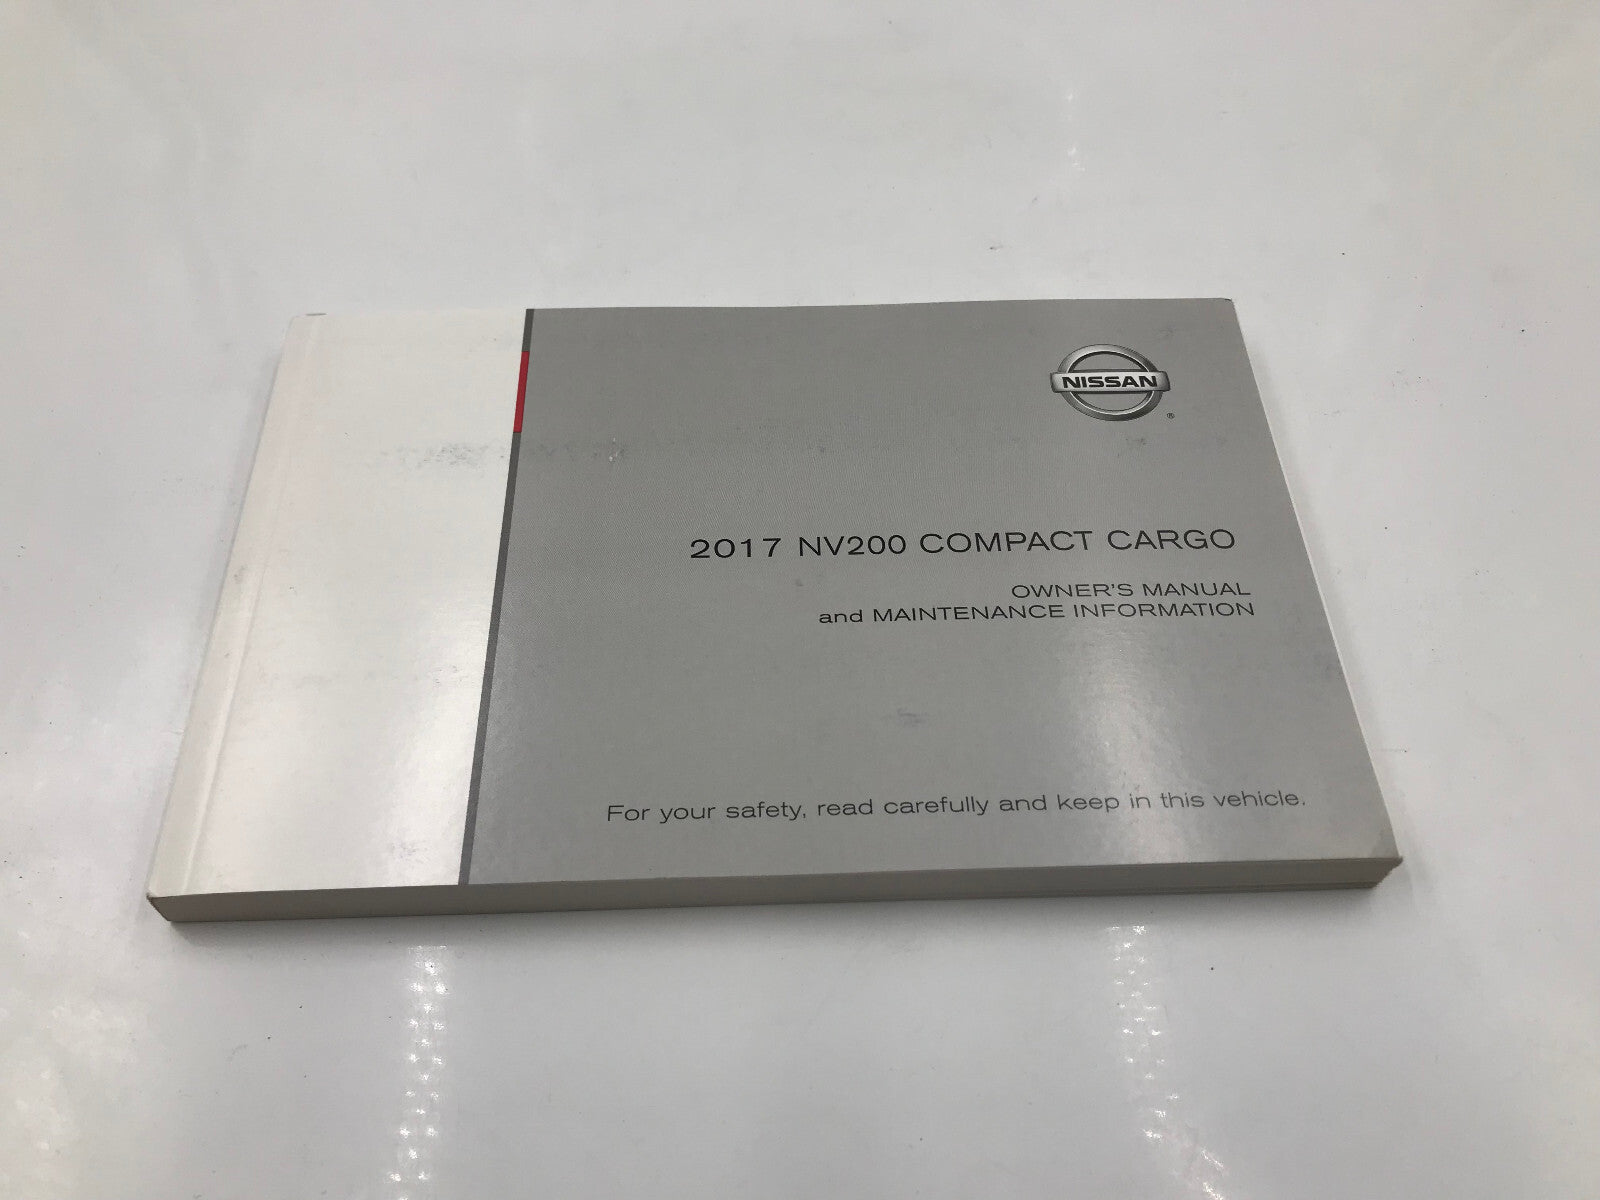 NISSAN
®
2017 NV200 COMPACT CARGO
OWNER'S MANUAL
and MAINTENANCE INFORMATION
For your safety, read carefully and keep in this vehicle.